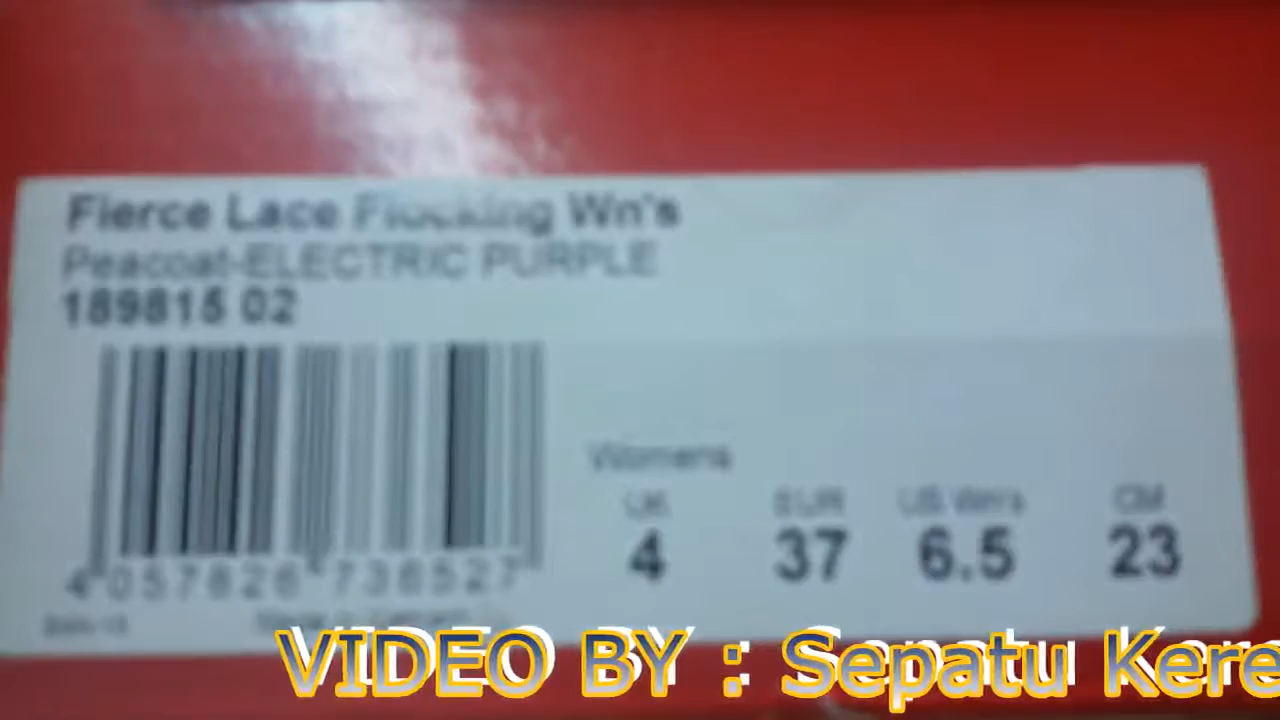 Fierce Lace Flocking Wn's
Peacoat-ELECTRIC PURPLE
189815 02
Womens
UK EUR US Wn's CM
4 37 6.5 23
4 057826 736527
VIDEO BY : Sepatu Kere